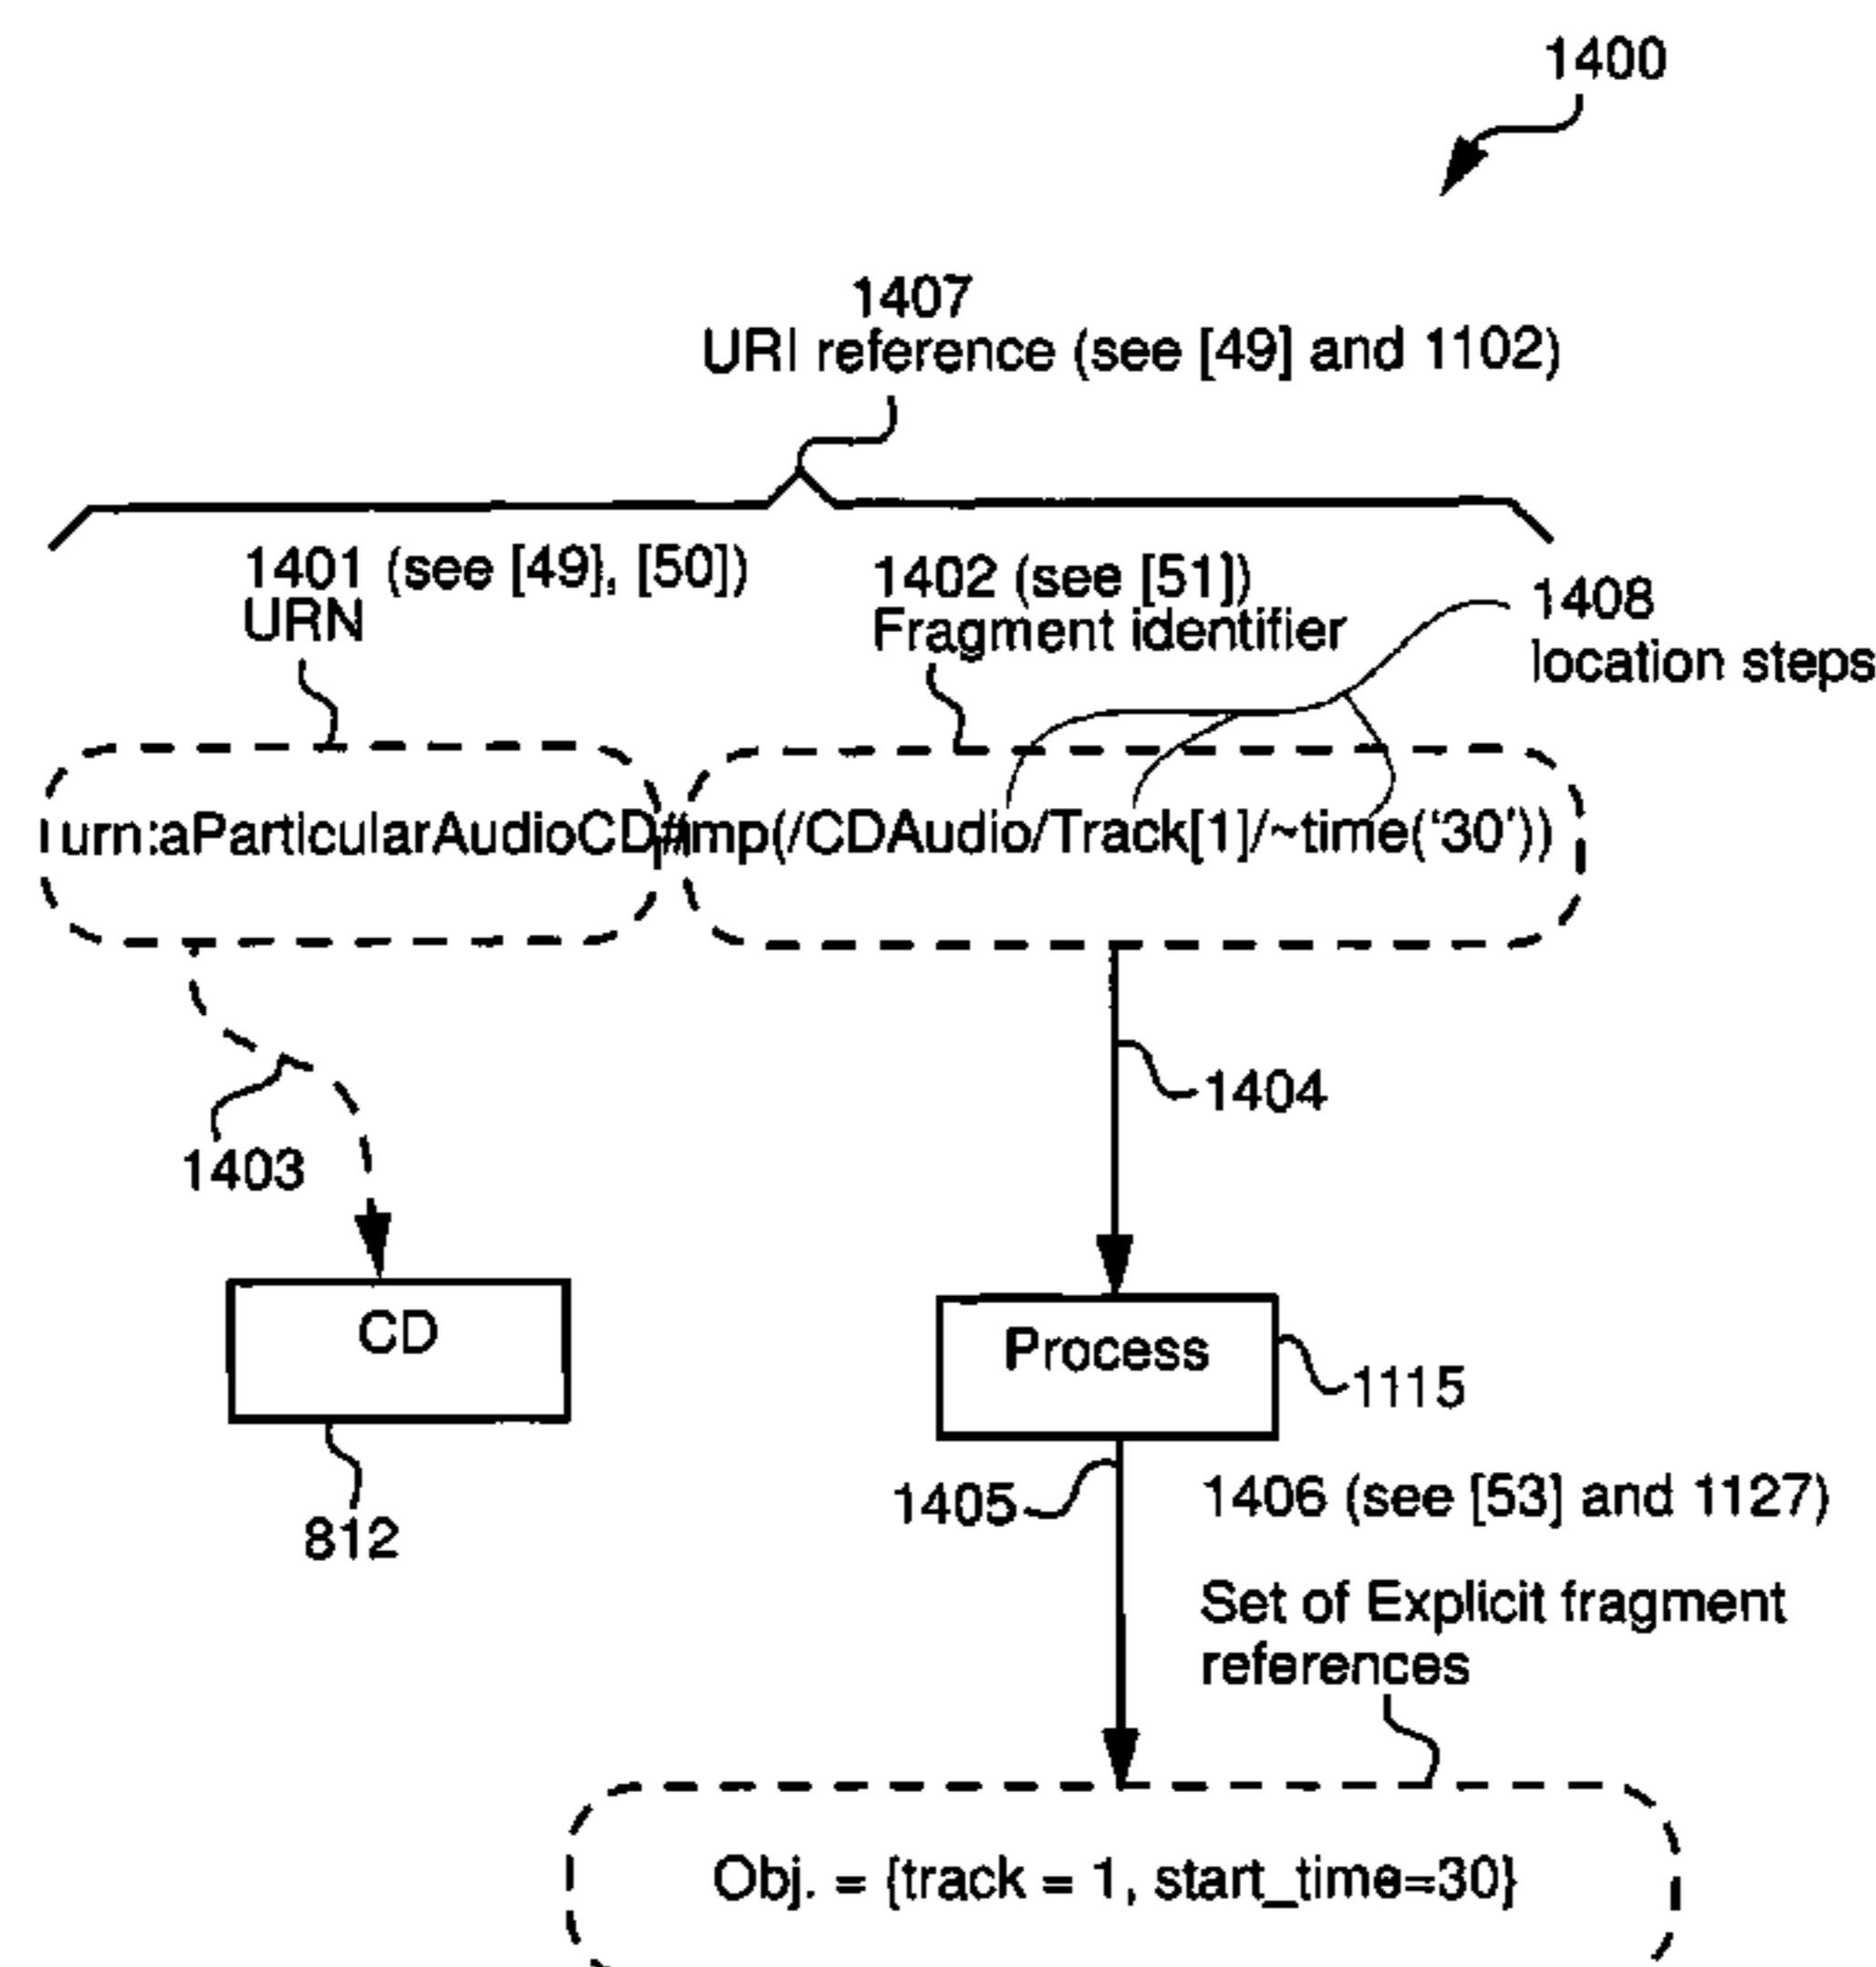 1400
1407
URI reference (see [49] and 1102)
1401 (see [49], [50])
URN
1402 (see [51])
Fragment identifier
1408
location steps
urn:aParticularAudioCD#mp(/CDAudio/Track[1]/~time(‘30’))
1403
1404
CD
812
Process
1115
1405
1406 (see [53] and 1127)
Set of Explicit fragment
references
Obj. = {track = 1, start_time=30}